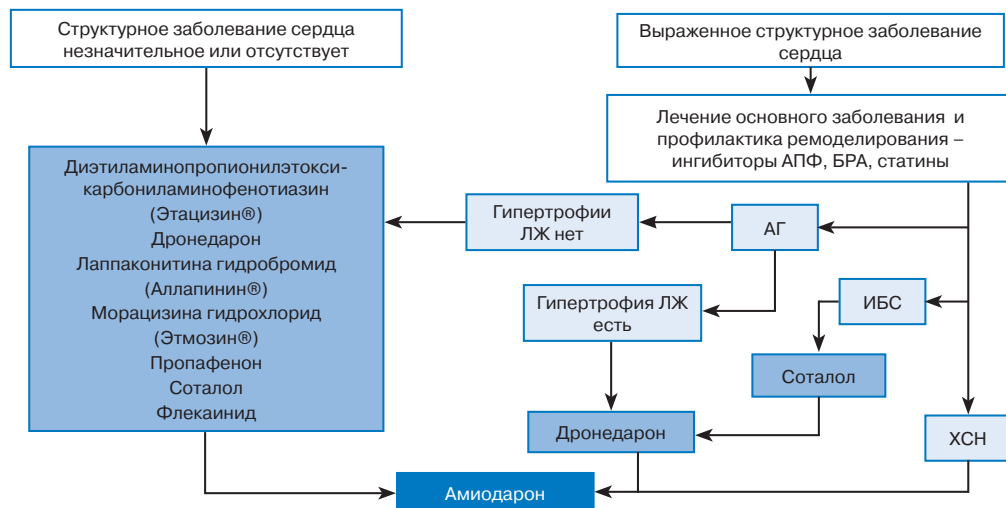 Структурное заболевание сердца
незначительное или отсутствует
Выраженное структурное заболевание
сердца
Лечение основного заболевания и
профилактика ремоделирования –
ингибиторы АПФ, БРА, статины
Диэтиламинопропионилэтокси-
карбониламинофенотиазин
(Этацизин®)
Дронедарон
Лаппаконитина гидробромид
(Аллапинин®)
Морацизина гидрохлорид
(Этмозин®)
Пропафенон
Соталол
Флекаинид
Гипертрофии
ЛЖ нет
АГ
Гипертрофия ЛЖ
есть
ИБС
Соталол
Дронедарон
ХСН
Амиодарон